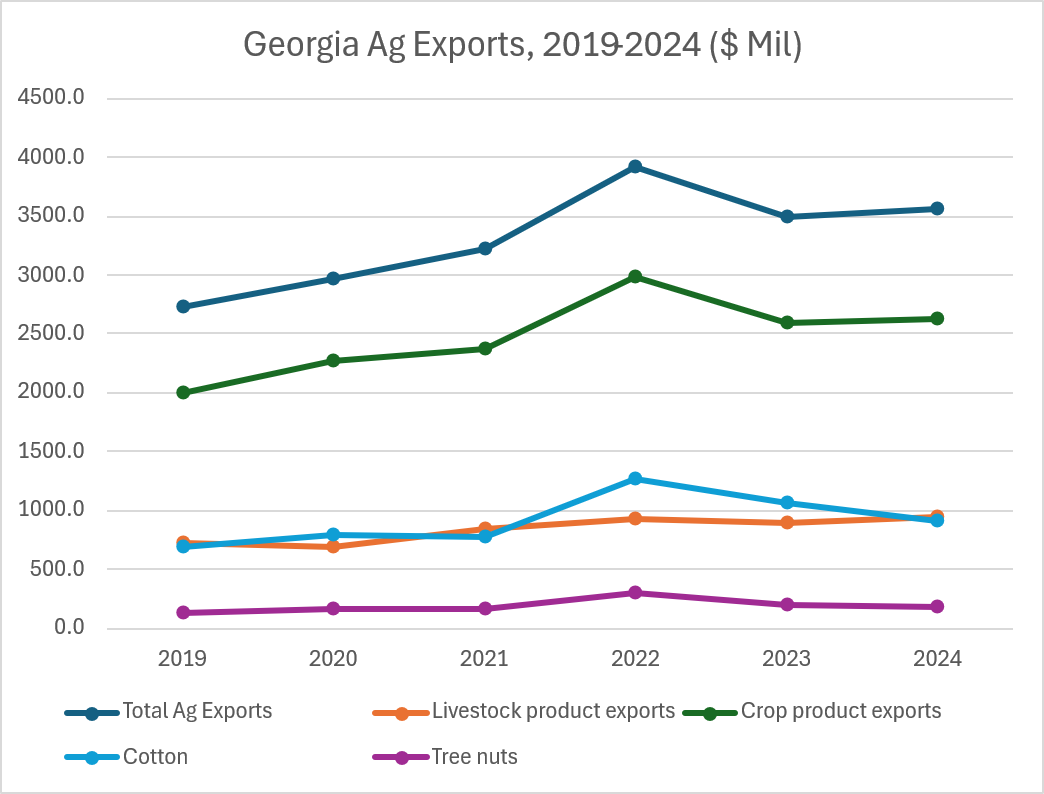 Georgia Ag Exports, 2019-2024 ($ Mil)
4500.0
4000.0
3500.0
3000.0
2500.0
2000.0
1500.0
1000.0
500.0
0.0
2019 2020 2021 2022 2023 2024
Total Ag Exports Livestock product exports Crop product exports
Cotton Tree nuts